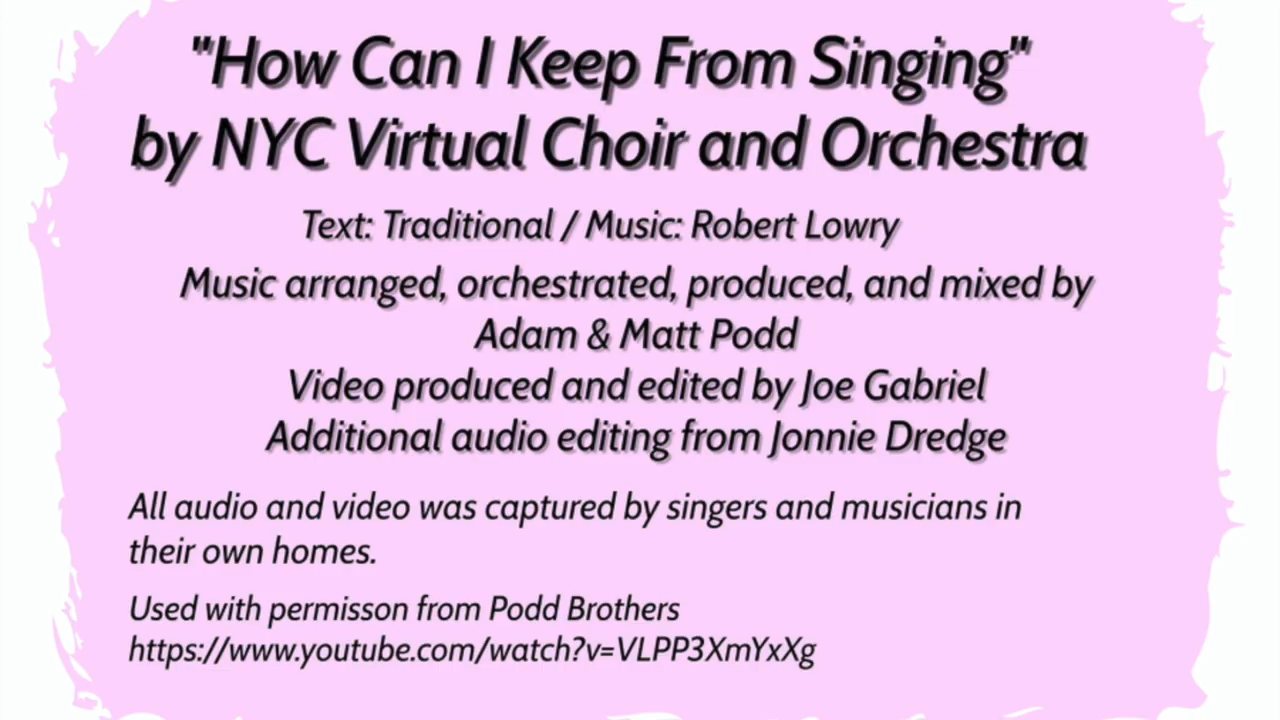 "How Can I Keep From Singing"
by NYC Virtual Choir and Orchestra
Text: Traditional / Music: Robert Lowry
Music arranged, orchestrated, produced, and mixed by
Adam & Matt Podd
Video produced and edited by Joe Gabriel
Additional audio editing from Jonnie Dredge
All audio and video was captured by singers and musicians in
their own homes.
Used with permisson from Podd Brothers
https://www.youtube.com/watch?v=VLPP3XmYxXg